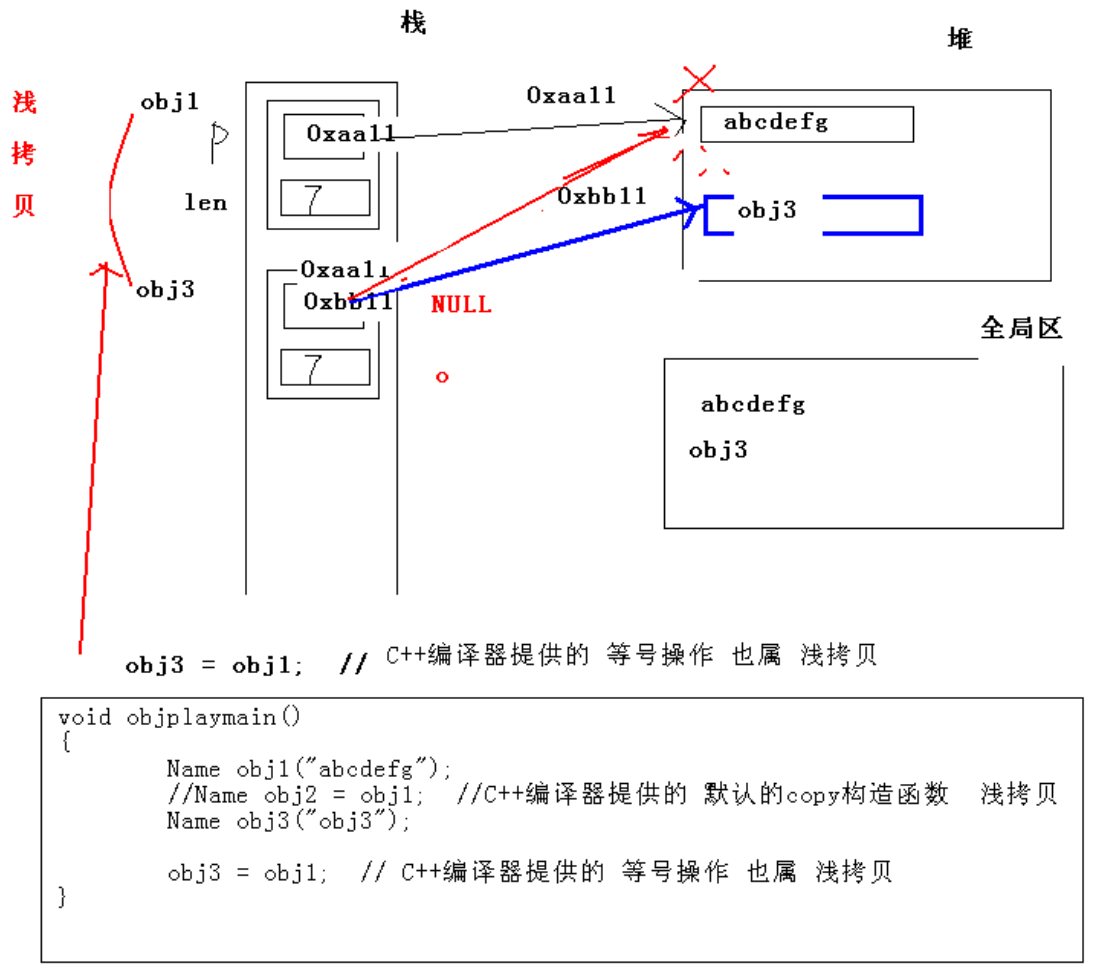 栈
堆
浅
拷
贝
obj1
p
0xaa11
0xaa11
abcdefg
len
7
0xbb11
obj3
0xaa11
obj3
0xbb11
NULL
7
o
全局区
abcdefg
obj3
obj3 = obj1; // C++编译器提供的 等号操作 也属 浅拷贝
void objplaymain()
{
Name obj1("abcdefg");
//Name obj2 = obj1; //C++编译器提供的 默认的copy构造函数 浅拷贝
Name obj3("obj3");
obj3 = obj1; // C++编译器提供的 等号操作 也属 浅拷贝
}